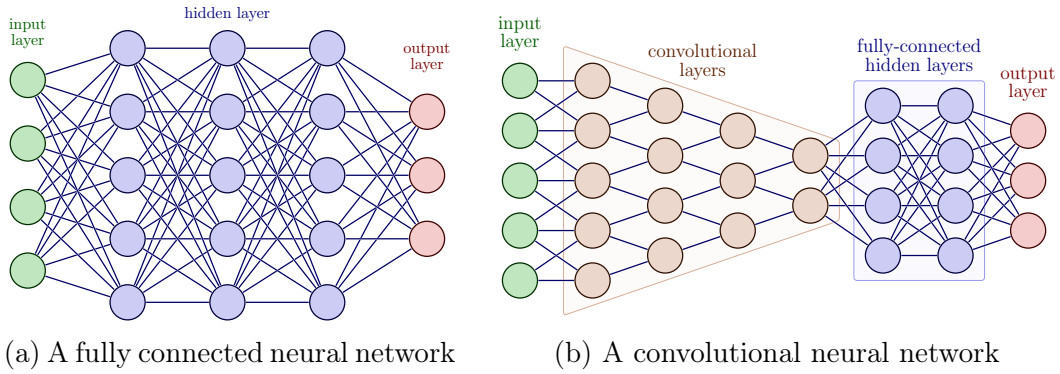 input
layer
hidden layer
output
layer
(a) A fully connected neural network
input
layer
convolutional
layers
fully-connected
hidden layers
output
layer
(b) A convolutional neural network